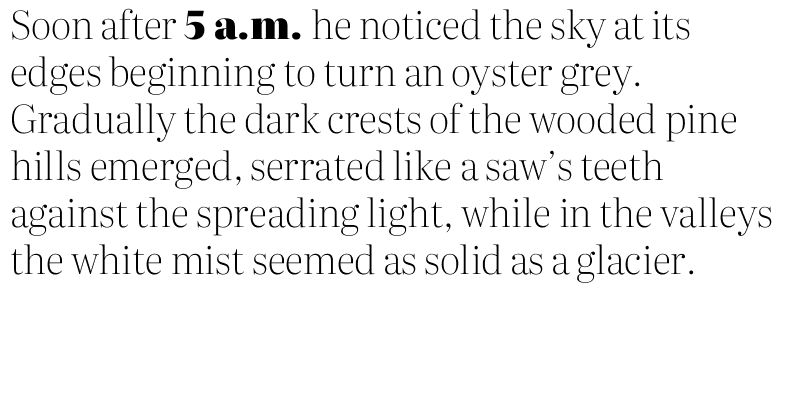 Soon after 5 a.m. he noticed the sky at its
edges beginning to turn an oyster grey.
Gradually the dark crests of the wooded pine
hills emerged, serrated like a saw’s teeth
against the spreading light, while in the valleys
the white mist seemed as solid as a glacier.